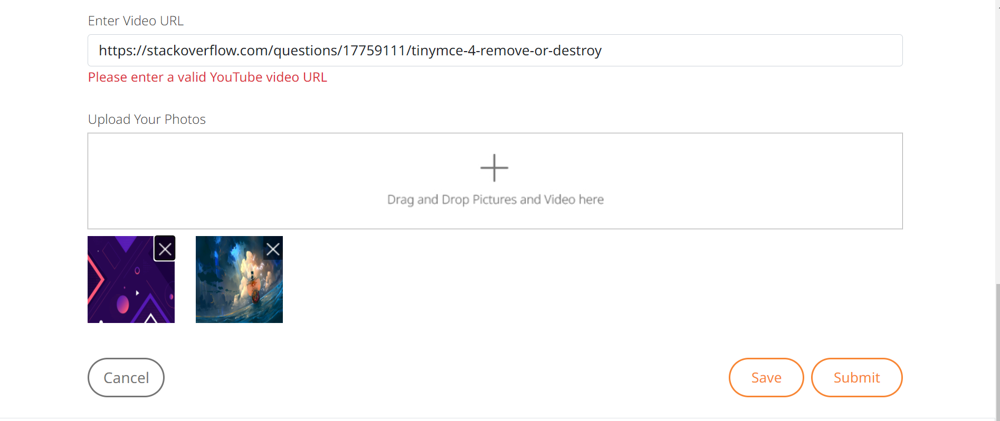 Enter Video URL
https://stackoverflow.com/questions/17759111/tinymce-4-remove-or-destroy
Please enter a valid YouTube video URL
Upload Your Photos
Drag and Drop Pictures and Video here
Cancel
Save
Submit